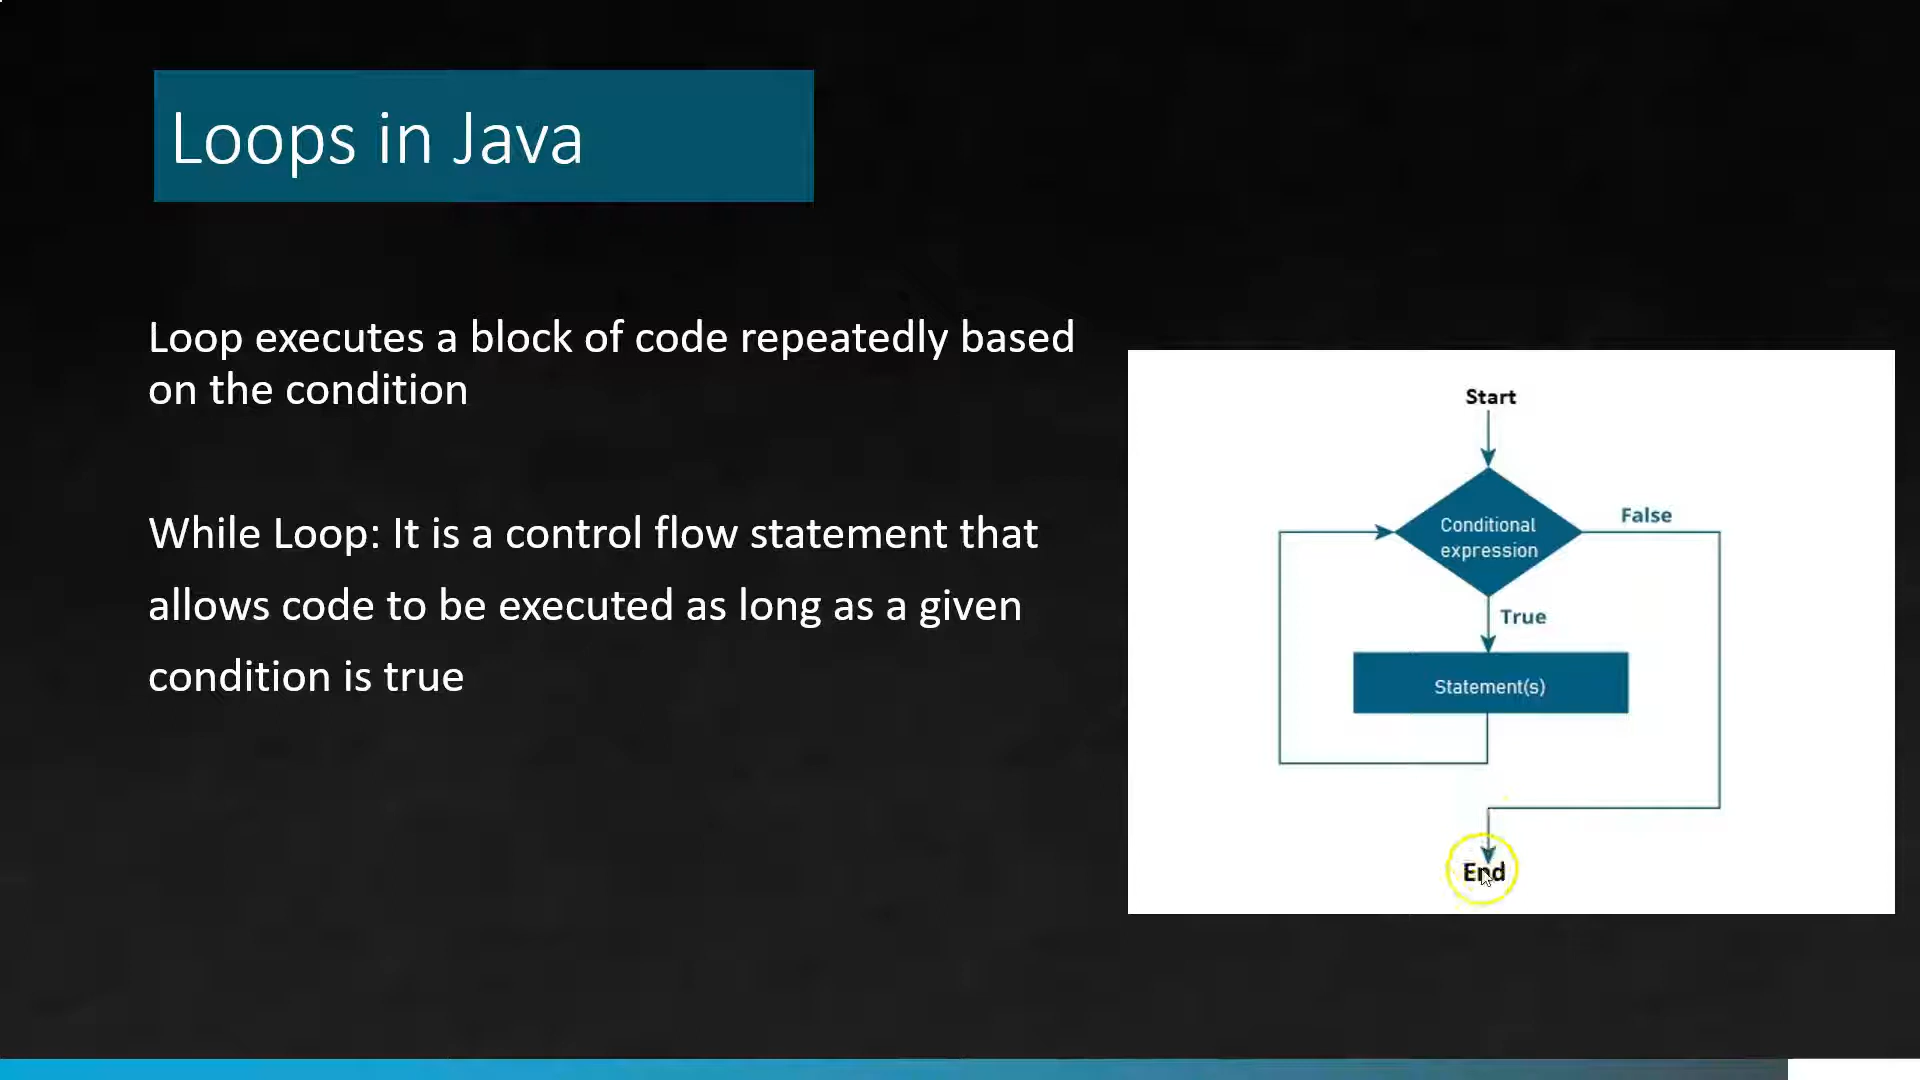 Loops in Java
Loop executes a block of code repeatedly based
on the condition
While Loop: It is a control flow statement that
allows code to be executed as long as a given
condition is true
Start
Conditional
expression
False
True
Statement(s)
End